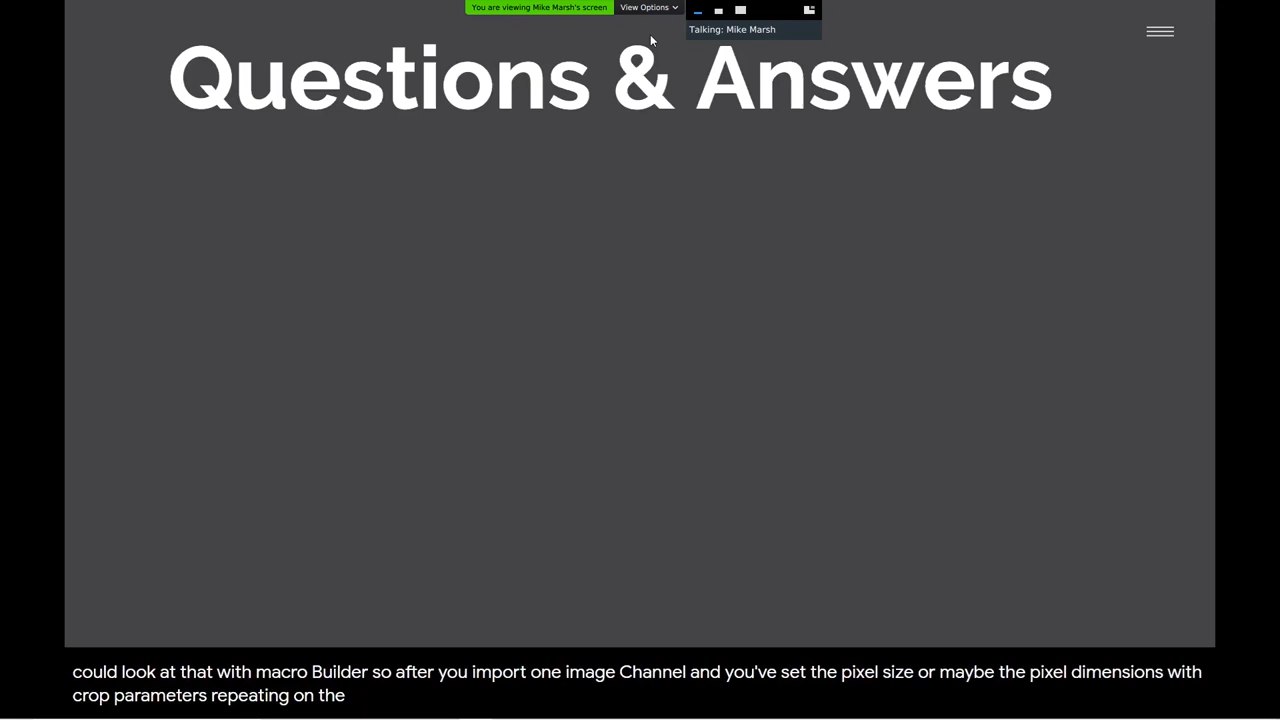 You are viewing Mike Marsh's screen
View Options
Talking: Mike Marsh
Questions & Answers
could look at that with macro Builder so after you import one image Channel and you've set the pixel size or maybe the pixel dimensions with
crop parameters repeating on the